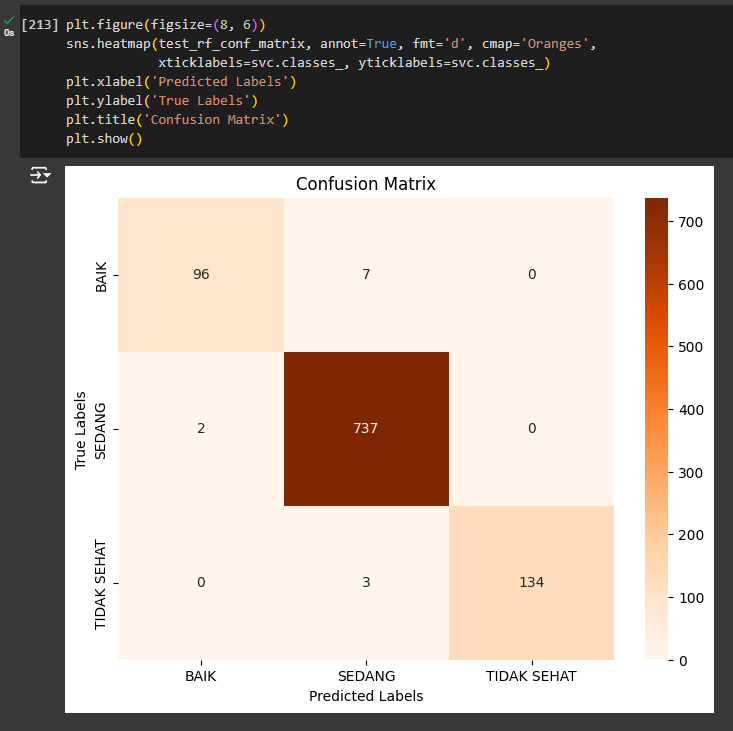 [213] plt.figure(figsize=(8, 6))
sns.heatmap(test_rf_conf_matrix, annot=True, fmt='d', cmap='Oranges',
xticklabels=svc.classes_, yticklabels=svc.classes_)
plt.xlabel('Predicted Labels')
plt.ylabel('True Labels')
plt.title('Confusion Matrix')
plt.show()
0s
Confusion Matrix
BAIK
96 7 0
True Labels
SEDANG
2 737 0
TIDAK SEHAT
0 3 134
BAIK SEDANG TIDAK SEHAT
Predicted Labels
700
600
500
400
300
200
100
0